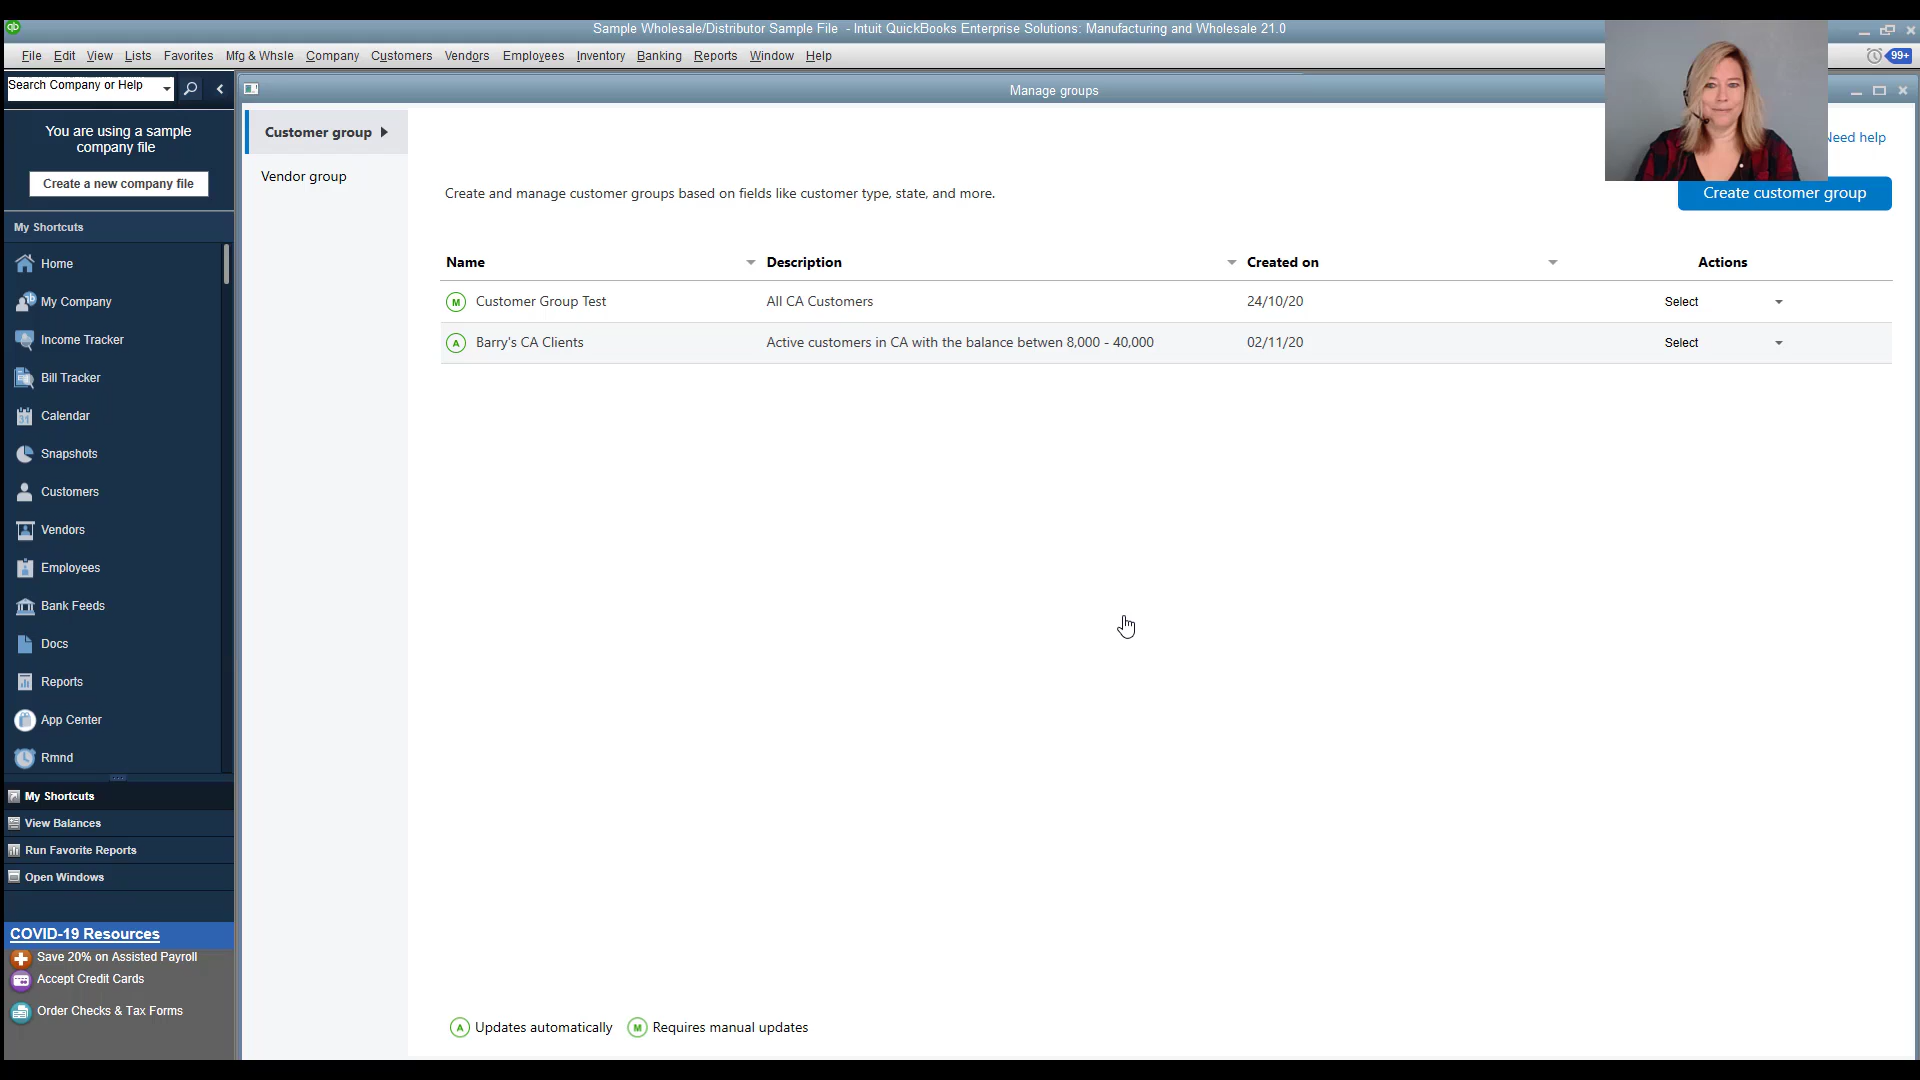 qb
Sample Wholesale/Distributor Sample File - Intuit QuickBooks Enterprise Solutions: Manufacturing and Wholesale 21.0
File Edit View Lists Favorites Mfg & Whsle Company Customers Vendors Employees Inventory Banking Reports Window Help
99+
Search Company or Help
Manage groups
You are using a sample
company file
Create a new company file
My Shortcuts
Home
My Company
Income Tracker
Bill Tracker
Calendar
Snapshots
Customers
Vendors
Employees
Bank Feeds
Docs
Reports
App Center
Rmnd
My Shortcuts
View Balances
Run Favorite Reports
Open Windows
COVID-19 Resources
Save 20% on Assisted Payroll
Accept Credit Cards
Order Checks & Tax Forms
Customer group
Vendor group
Need help
Create and manage customer groups based on fields like customer type, state, and more.
Create customer group
Name Description Created on Actions
M Customer Group Test All CA Customers 24/10/20 Select
A Barry's CA Clients Active customers in CA with the balance betwen 8,000 - 40,000 02/11/20 Select
A Updates automatically M Requires manual updates